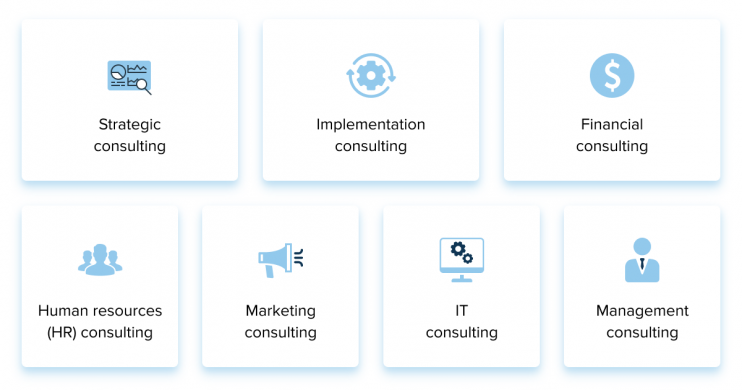 Strategic
consulting
Implementation
consulting
Financial
consulting
Human resources
(HR) consulting
Marketing
consulting
IT
consulting
Management
consulting